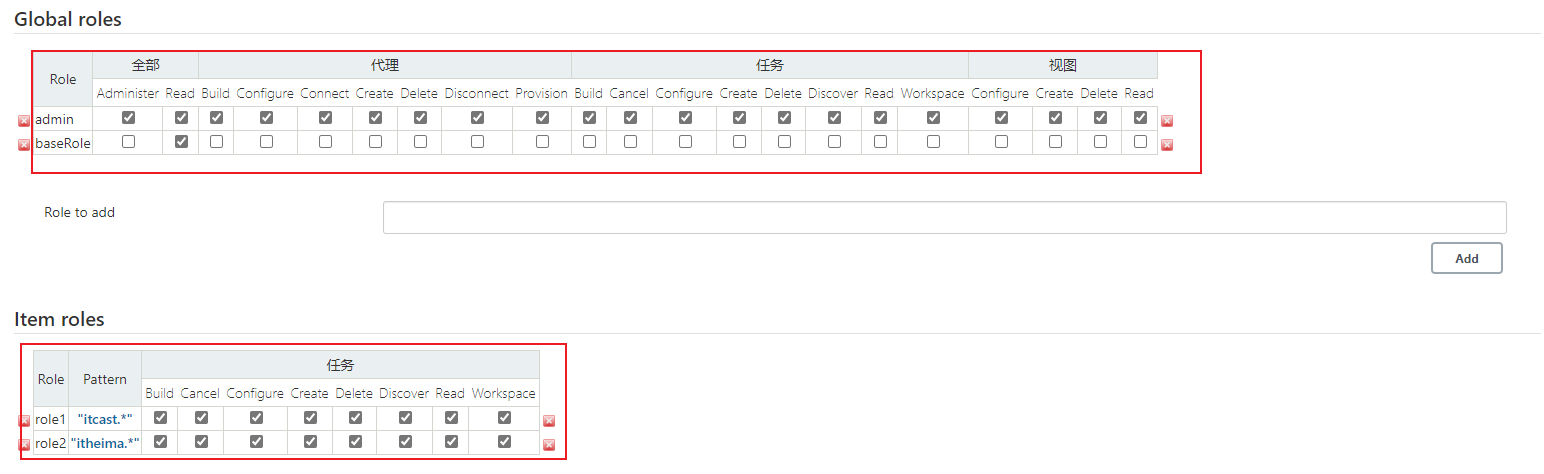 Global roles
Role 全部 代理 任务 视图
Administer Read Build Configure Connect Create Delete Disconnect Provision Build Cancel Configure Create Delete Discover Read Workspace Configure Create Delete Read
admin
baseRole
Role to add
Add
Item roles
Role Pattern 任务
Build Cancel Configure Create Delete Discover Read Workspace
role1 "itcast.*"
role2 "itheima.*"